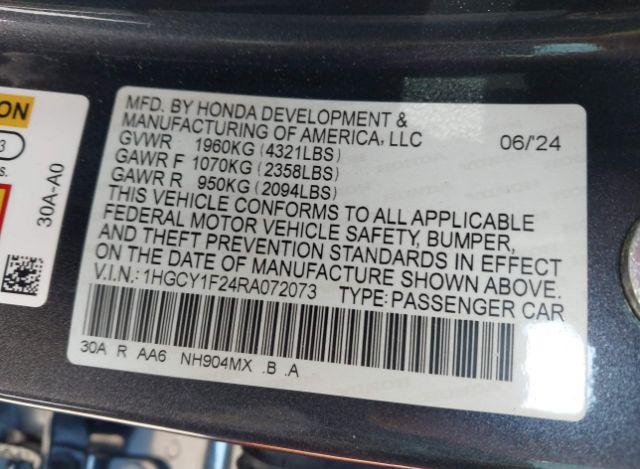 ION
3
s.
30A-A0
MFD. BY HONDA DEVELOPMENT &
MANUFACTURING OF AMERICA, LLC 06/'24
GVWR 1960KG (4321LBS)
GAWR F 1070KG (2358LBS)
GAWR R 950KG (2094LBS)
THIS VEHICLE CONFORMS TO ALL APPLICABLE
FEDERAL MOTOR VEHICLE SAFETY, BUMPER,
AND THEFT PREVENTION STANDARDS IN EFFECT
ON THE DATE OF MANUFACTURE SHOWN ABOVE.
V.I.N.:1HGCY1F24RA072073 TYPE:PASSENGER CAR
30A R AA6 NH904MX .B .A